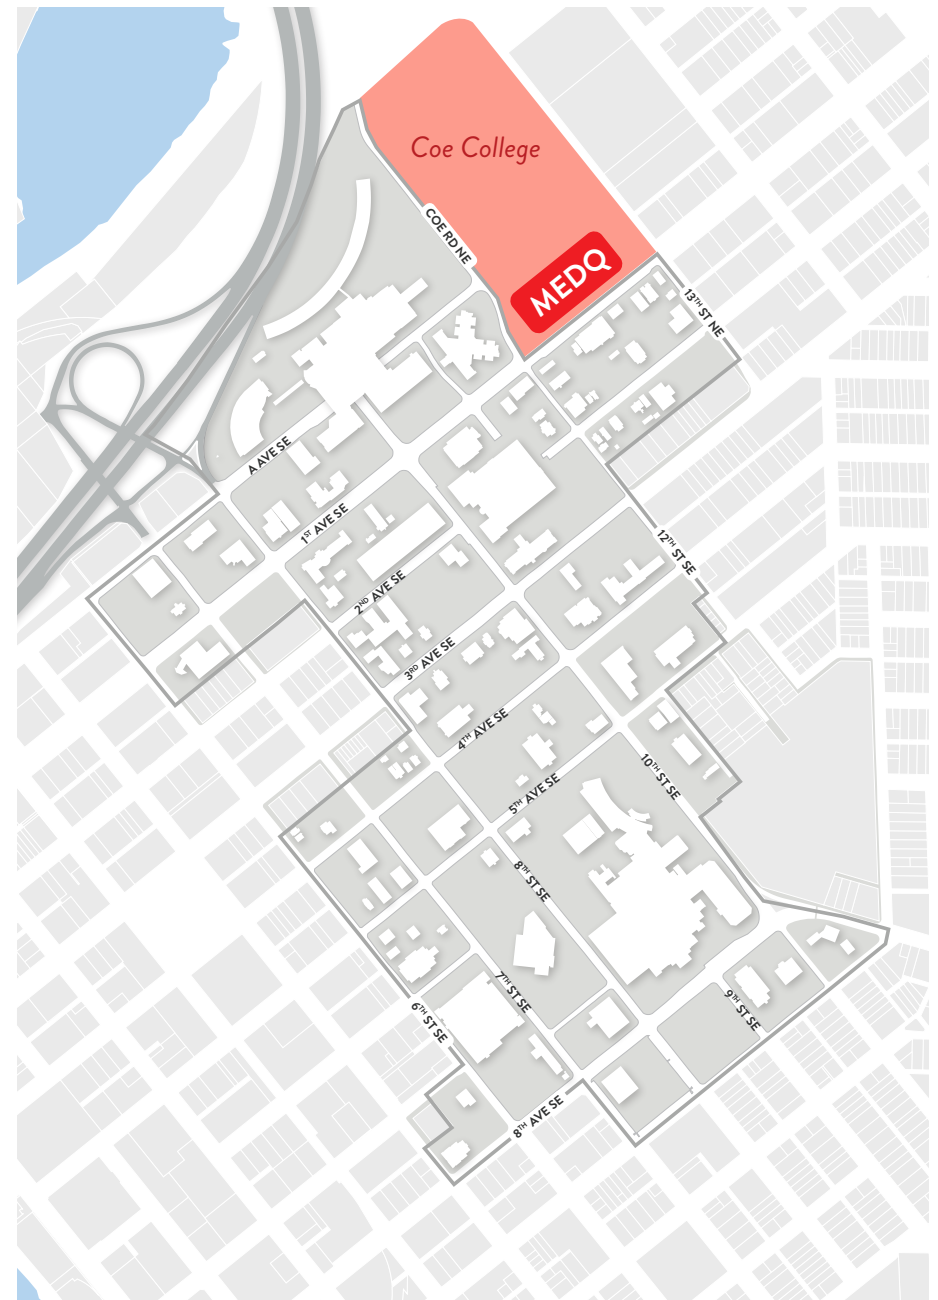 Coe College
COE RD NE
MEDQ
13TH ST NE
A AVE SE
1ST AVE SE
12TH ST SE
2ND AVE SE
3RD AVE SE
4TH AVE SE
10TH ST SE
5TH AVE SE
8TH ST SE
7TH ST SE
9TH ST SE
6TH ST SE
8TH AVE SE